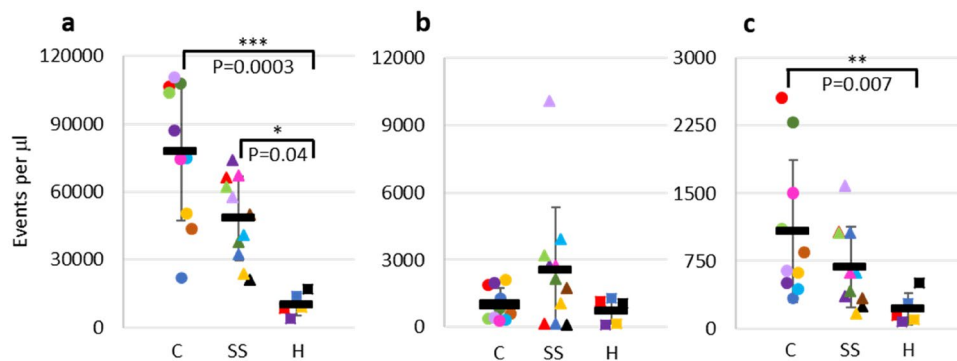 a
b
c
***
P=0.0003
*
P=0.04
**
P=0.007
Events per µl
120000
90000
60000
30000
0
C SS H
12000
9000
6000
3000
0
C SS H
3000
2250
1500
750
0
C SS H